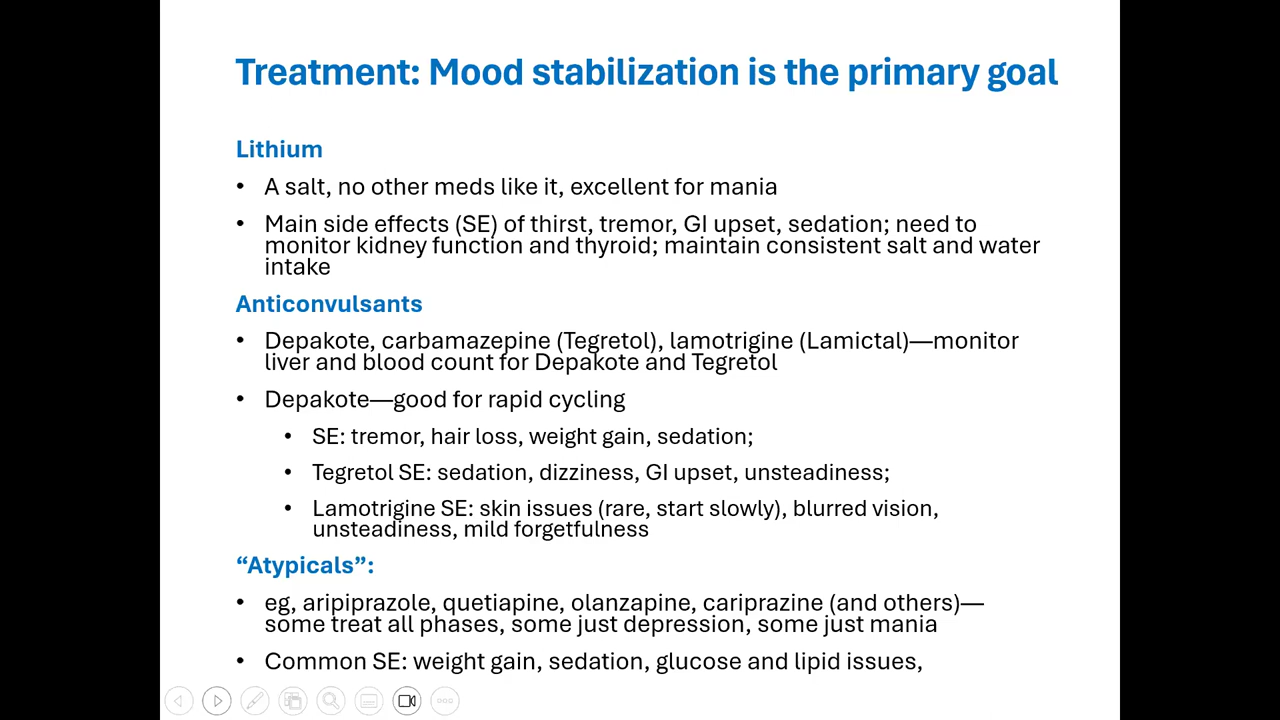 Treatment: Mood stabilization is the primary goal
Lithium
• A salt, no other meds like it, excellent for mania
• Main side effects (SE) of thirst, tremor, GI upset, sedation; need to
monitor kidney function and thyroid; maintain consistent salt and water
intake
Anticonvulsants
• Depakote, carbamazepine (Tegretol), lamotrigine (Lamictal)—monitor
liver and blood count for Depakote and Tegretol
• Depakote—good for rapid cycling
• SE: tremor, hair loss, weight gain, sedation;
• Tegretol SE: sedation, dizziness, GI upset, unsteadiness;
• Lamotrigine SE: skin issues (rare, start slowly), blurred vision,
unsteadiness, mild forgetfulness
“Atypicals”:
• eg, aripiprazole, quetiapine, olanzapine, cariprazine (and others)—
some treat all phases, some just depression, some just mania
• Common SE: weight gain, sedation, glucose and lipid issues,